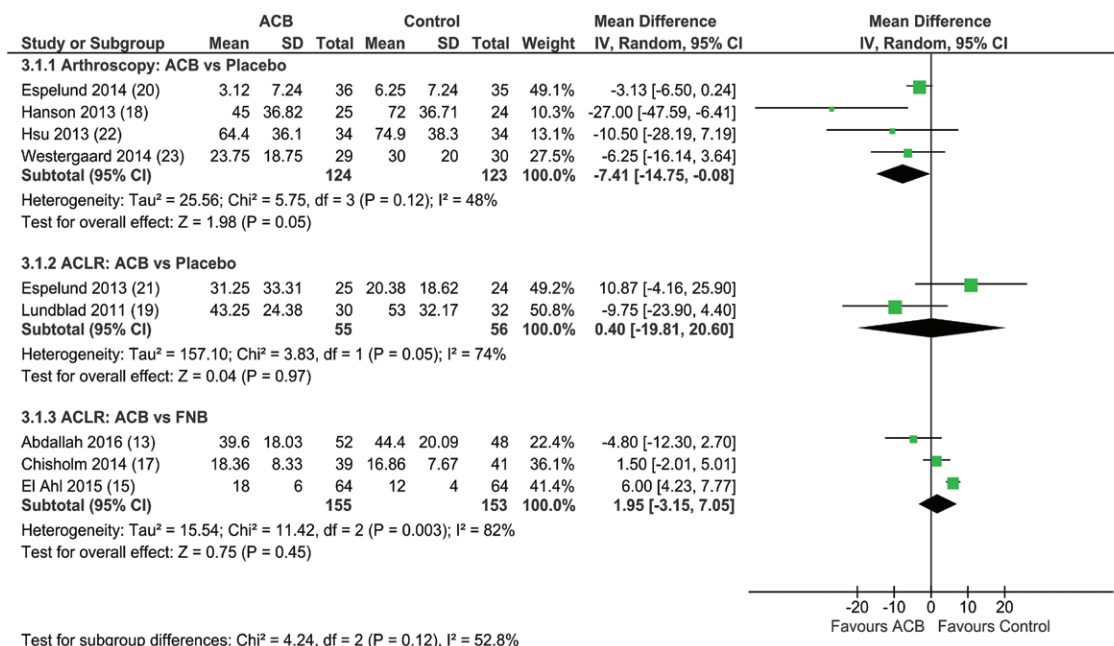 ACB Control Mean Difference Mean Difference
Study or Subgroup Mean SD Total Mean SD Total Weight IV, Random, 95% CI IV, Random, 95% CI
3.1.1 Arthroscopy: ACB vs Placebo
Espelund 2014 (20) 3.12 7.24 36 6.25 7.24 35 49.1% -3.13 [-6.50, 0.24]
Hanson 2013 (18) 45 36.82 25 72 36.71 24 10.3% -27.00 [-47.59, -6.41]
Hsu 2013 (22) 64.4 36.1 34 74.9 38.3 34 13.1% -10.50 [-28.19, 7.19]
Westergaard 2014 (23) 23.75 18.75 29 30 20 30 27.5% -6.25 [-16.14, 3.64]
Subtotal (95% CI) 124 123 100.0% -7.41 [-14.75, -0.08]
Heterogeneity: Tau² = 25.56; Chi² = 5.75, df = 3 (P = 0.12); I² = 48%
Test for overall effect: Z = 1.98 (P = 0.05)
3.1.2 ACLR: ACB vs Placebo
Espelund 2013 (21) 31.25 33.31 25 20.38 18.62 24 49.2% 10.87 [-4.16, 25.90]
Lundblad 2011 (19) 43.25 24.38 30 53 32.17 32 50.8% -9.75 [-23.90, 4.40]
Subtotal (95% CI) 55 56 100.0% 0.40 [-19.81, 20.60]
Heterogeneity: Tau² = 157.10; Chi² = 3.83, df = 1 (P = 0.05); I² = 74%
Test for overall effect: Z = 0.04 (P = 0.97)
3.1.3 ACLR: ACB vs FNB
Abdallah 2016 (13) 39.6 18.03 52 44.4 20.09 48 22.4% -4.80 [-12.30, 2.70]
Chisholm 2014 (17) 18.36 8.33 39 16.86 7.67 41 36.1% 1.50 [-2.01, 5.01]
El Ahl 2015 (15) 18 6 64 12 4 64 41.4% 6.00 [4.23, 7.77]
Subtotal (95% CI) 155 153 100.0% 1.95 [-3.15, 7.05]
Heterogeneity: Tau² = 15.54; Chi² = 11.42, df = 2 (P = 0.003); I² = 82%
Test for overall effect: Z = 0.75 (P = 0.45)
-20 -10 0 10 20
Favours ACB Favours Control
Test for subgroup differences: Chi² = 4.24, df = 2 (P = 0.12), I² = 52.8%